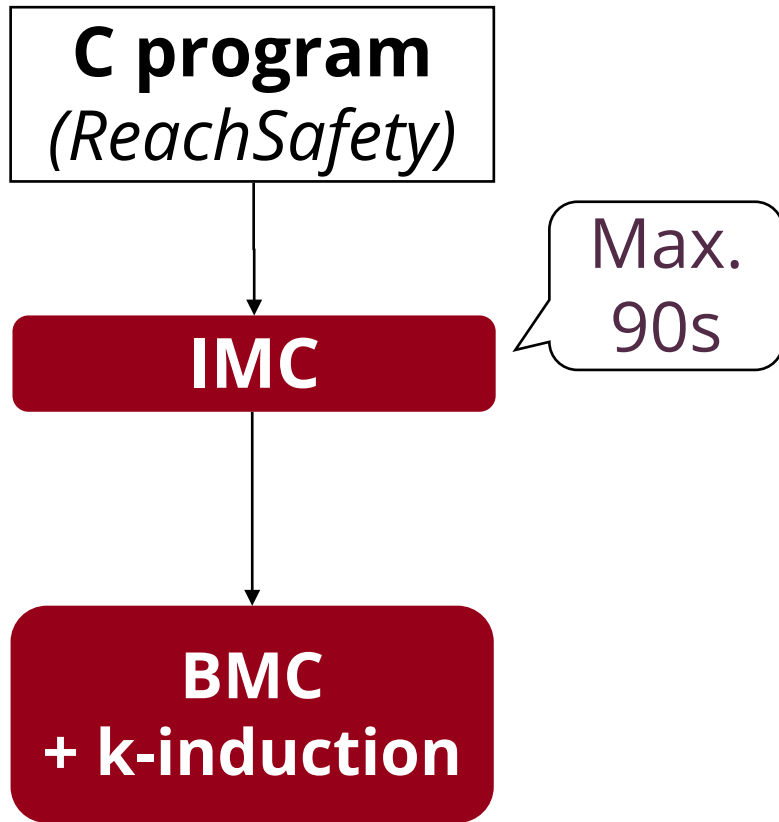 C program
(ReachSafety)
Max.
90s
IMC
BMC
+ k-induction